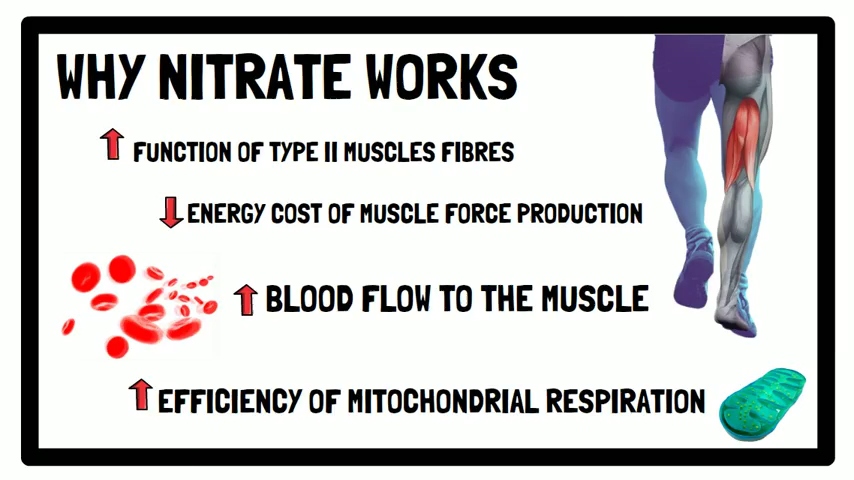 WHY NITRATE WORKS
FUNCTION OF TYPE II MUSCLES FIBRES
ENERGY COST OF MUSCLE FORCE PRODUCTION
BLOOD FLOW TO THE MUSCLE
EFFICIENCY OF MITOCHONDRIAL RESPIRATION